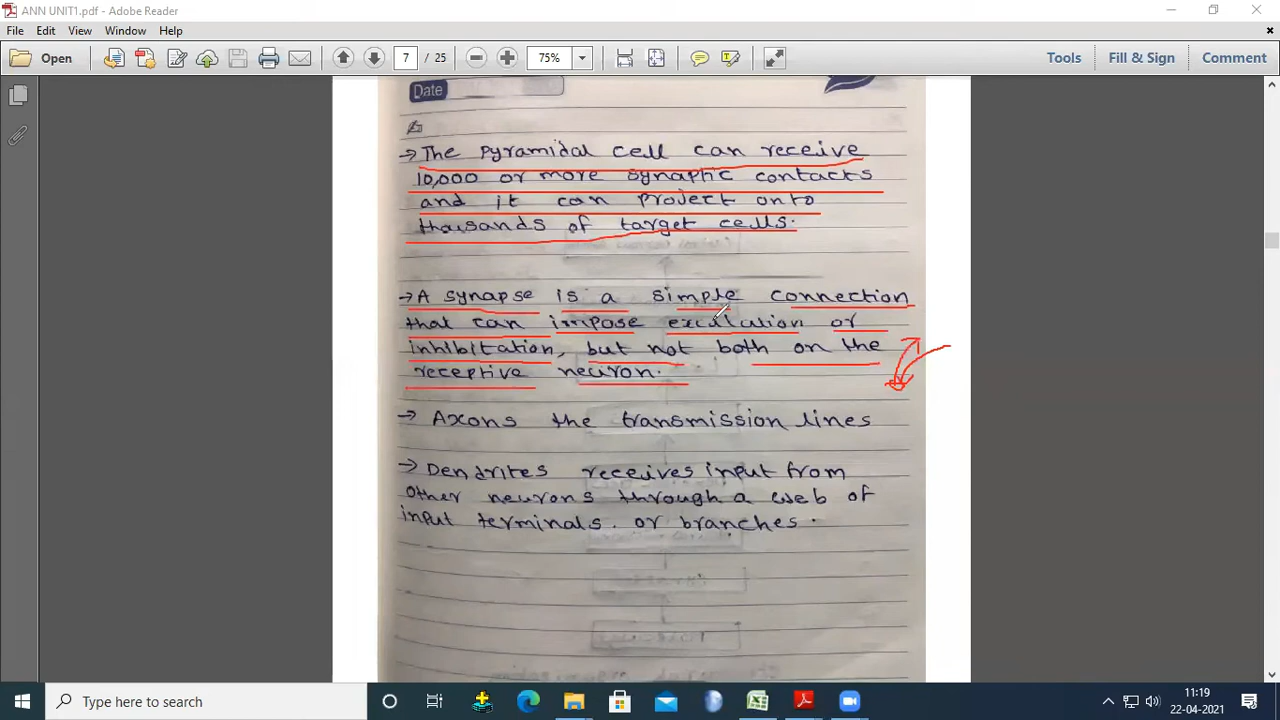 ANN UNIT1.pdf - Adobe Reader
File Edit View Window Help
Open 7 / 25 75% Tools Fill & Sign Comment
Date
→ The pyramidal cell can receive
10,000 or more synaptic contacts
and it can project onto
thousands of target cells.
→ A synapse is a simple connection
that can impose excitation or
inhibitation, but not both on the
receptive neuron.
→ Axons the transmission lines
→ Dendrites receives input from
other neurons through a web of
input terminals. or branches.
Type here to search
11:19
22-04-2021